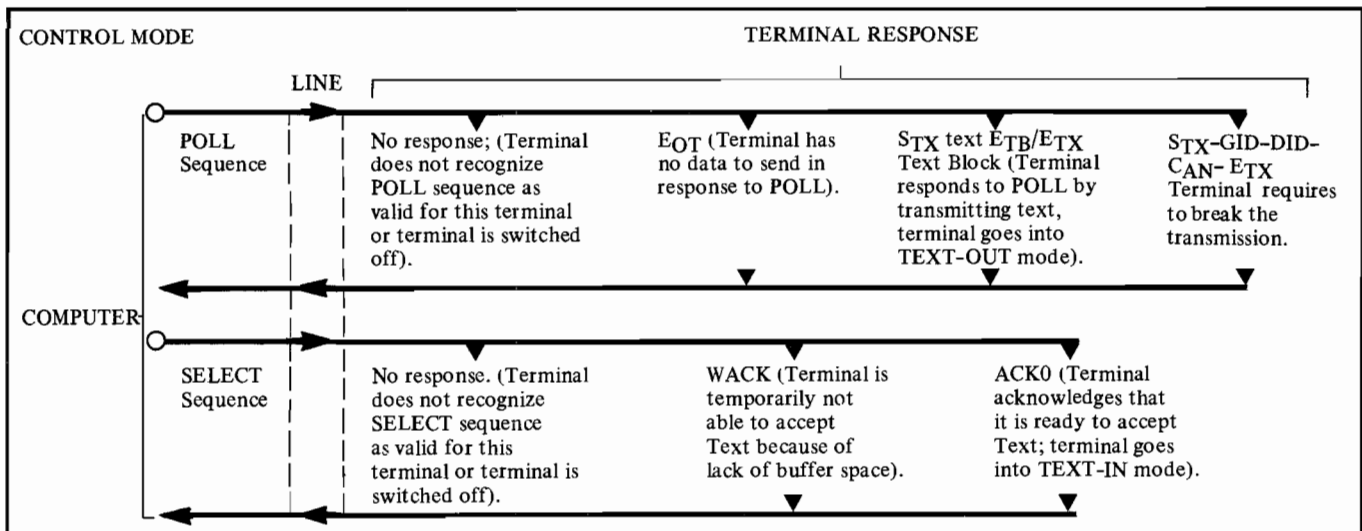 CONTROL MODE
TERMINAL RESPONSE
LINE
POLL
Sequence
No response; (Terminal
does not recognize
POLL sequence as
valid for this terminal
or terminal is switched
off).
EOT (Terminal has
no data to send in
response to POLL).
STX text ETB/ETX
Text Block (Terminal
responds to POLL by
transmitting text,
terminal goes into
TEXT-OUT mode).
STX-GID-DID-
CAN- ETX
Terminal requires
to break the
transmission.
COMPUTER
SELECT
Sequence
No response. (Terminal
does not recognize
SELECT sequence
as valid for this
terminal or terminal is
switched off).
WACK (Terminal is
temporarily not
able to accept
Text because of
lack of buffer space).
ACK0 (Terminal
acknowledges that
it is ready to accept
Text; terminal goes
into TEXT-IN mode).